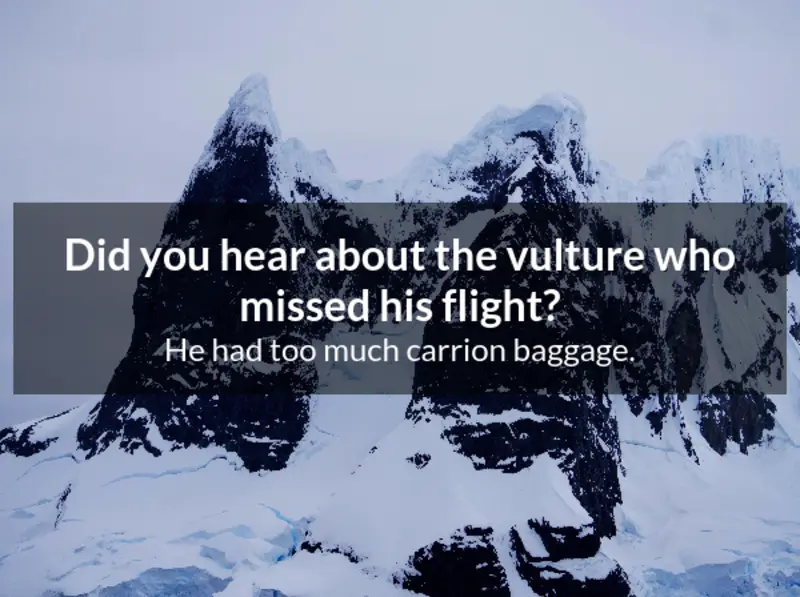 Did you hear about the vulture who
missed his flight?
He had too much carrion baggage.